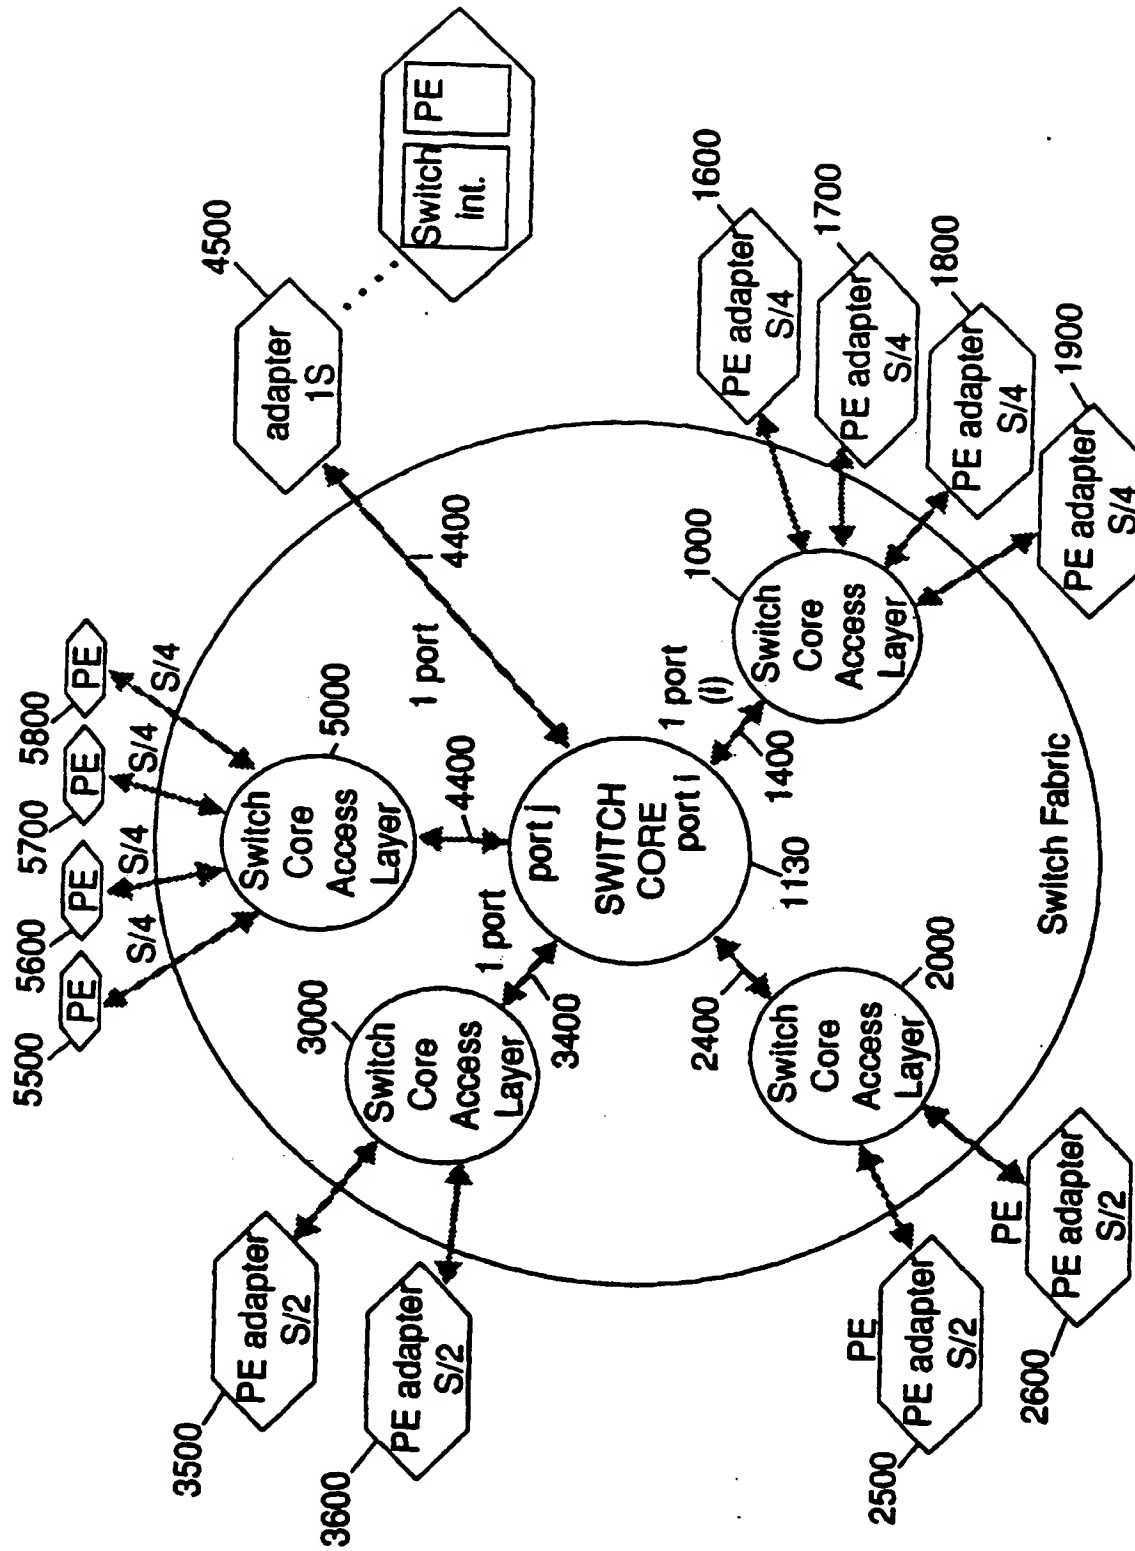 5500
PE
S/4
5600
PE
S/4
5700
PE
S/4
5800
PE
S/4
Switch
Core
Access
Layer
5000
4400
1 port
4400
4500
adapter
1S
Switch
int.
PE
3500
PE adapter
S/2
3600
PE adapter
S/2
3000
Switch
Core
Access
Layer
3400
1 port
port j
SWITCH
CORE
port i
1130
1 port
(i)
1400
1000
Switch
Core
Access
Layer
1600
PE adapter
S/4
1700
PE adapter
S/4
1800
PE adapter
S/4
1900
PE adapter
S/4
2400
2000
Switch
Core
Access
Layer
PE
PE adapter
S/2
2500
PE
PE adapter
S/2
2600
Switch Fabric